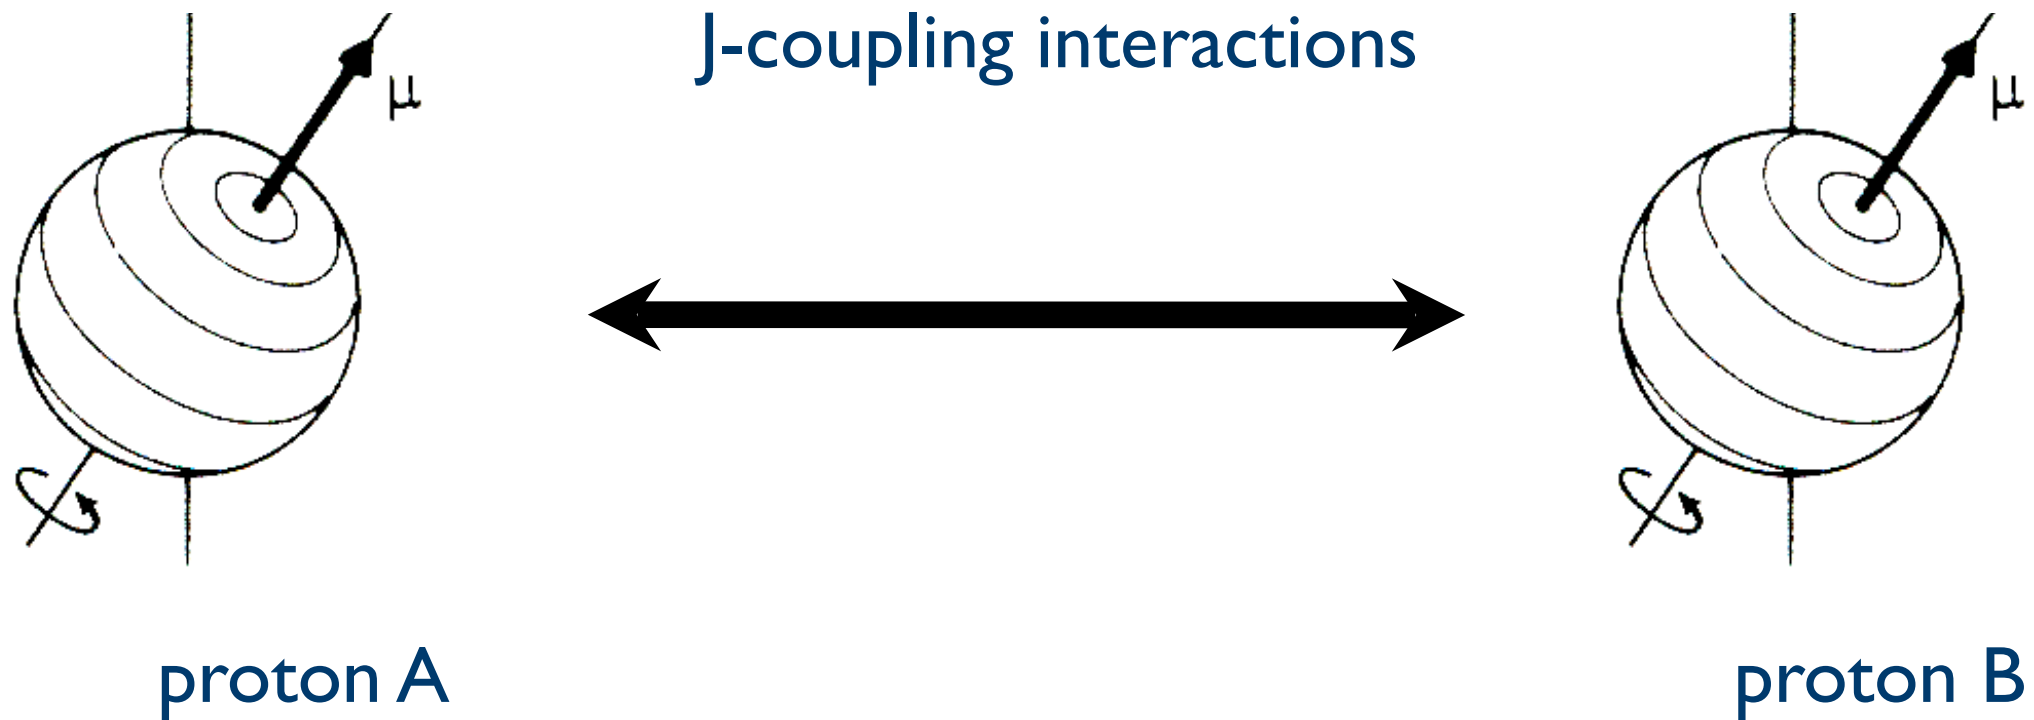 J-coupling interactions
μ
μ
proton A
proton B